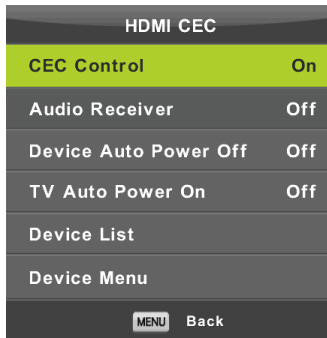 HDMI CEC
CEC Control On
Audio Receiver Off
Device Auto Power Off Off
TV Auto Power On Off
Device List
Device Menu
MENU Back